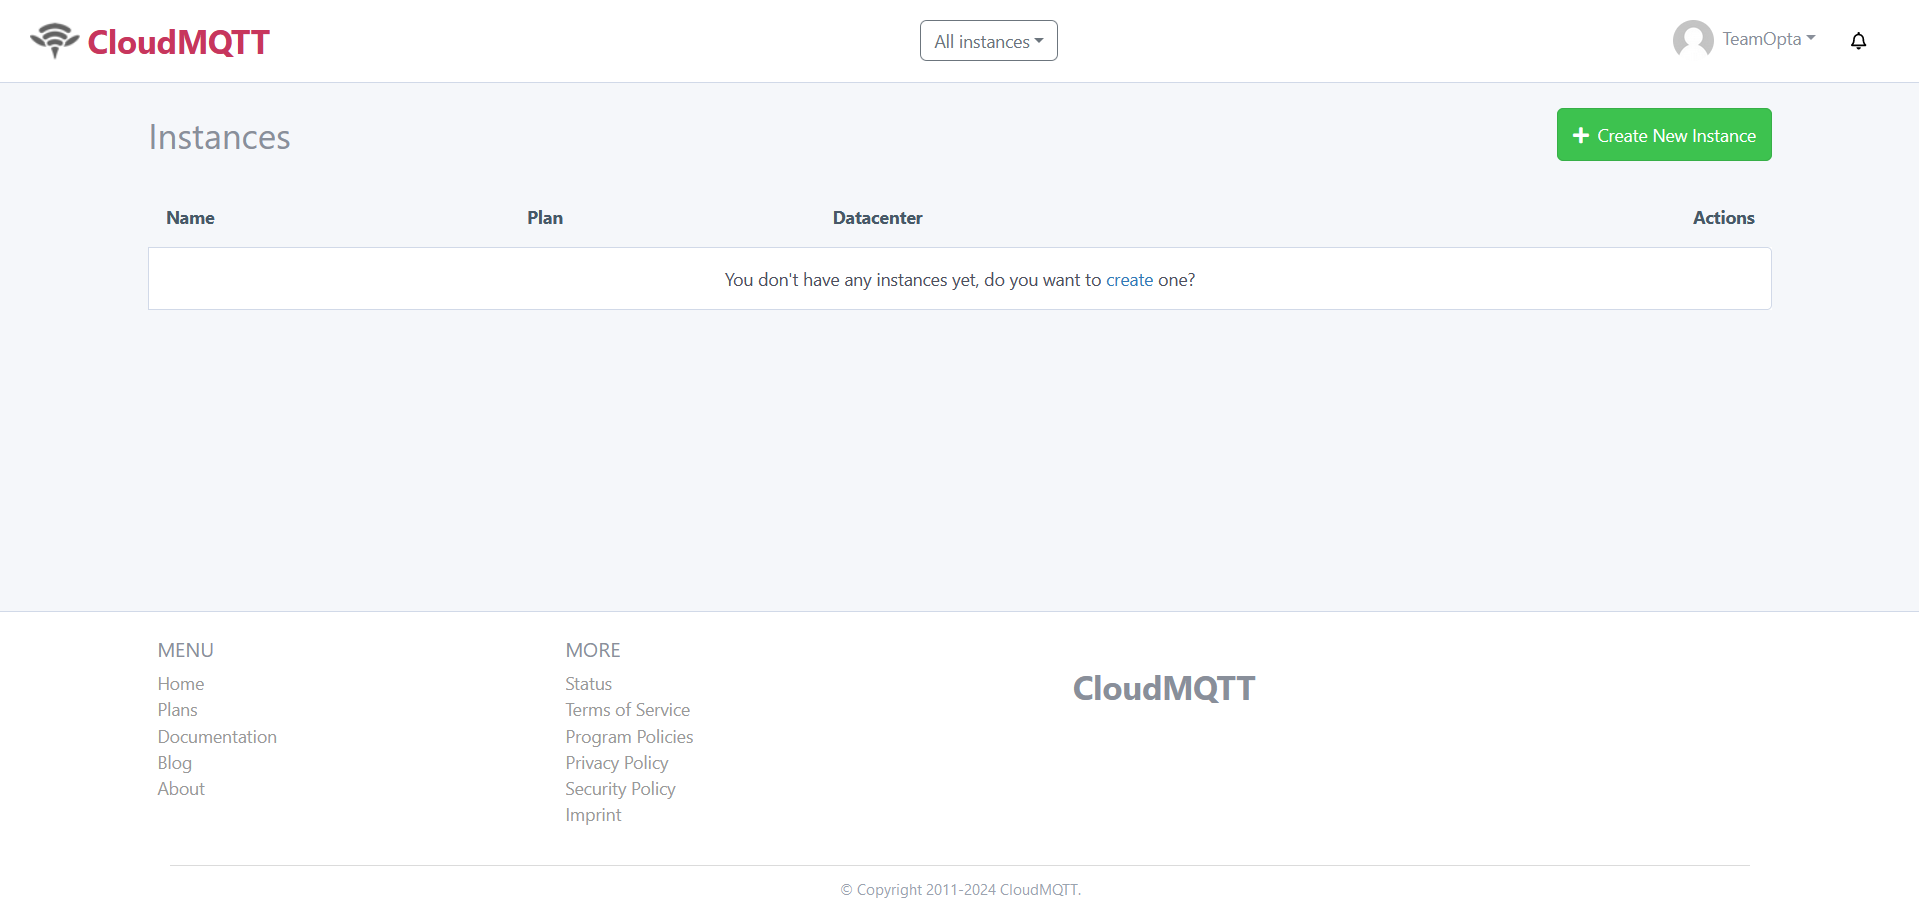 CloudMQTT
All instances
TeamOpta
Instances
Create New Instance
Name Plan Datacenter Actions
You don't have any instances yet, do you want to create one?
MENU
Home
Plans
Documentation
Blog
About
MORE
Status
Terms of Service
Program Policies
Privacy Policy
Security Policy
Imprint
CloudMQTT
© Copyright 2011-2024 CloudMQTT.